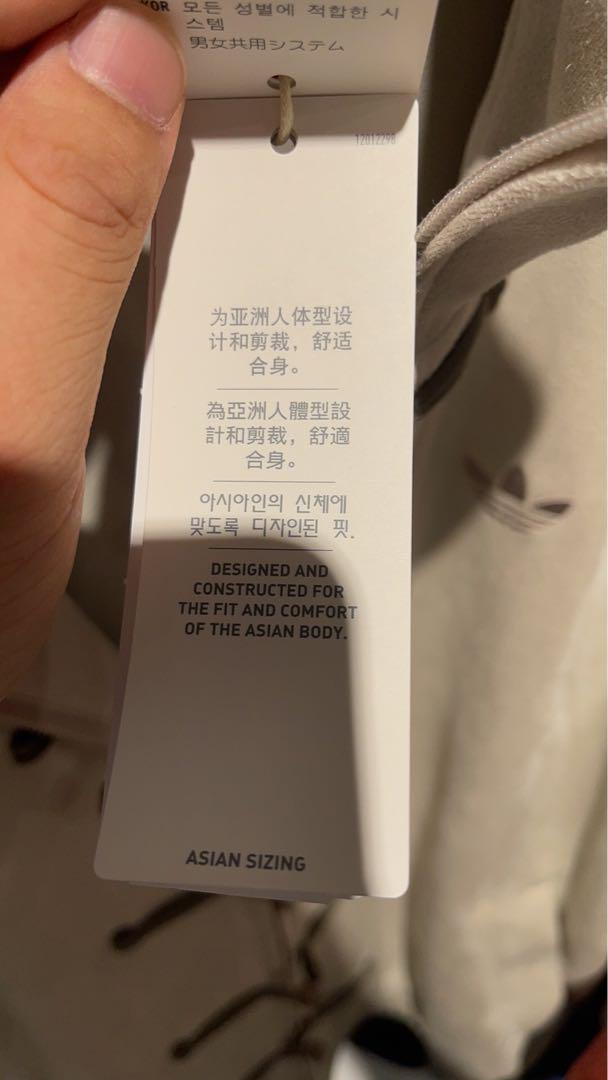 KOR 모든 성별에 적합한 시
스템
男女共用システム
12012298
为亚洲人体型设
计和剪裁，舒适
合身。
為亞洲人體型設
計和剪裁，舒適
合身。
아시아인의 신체에
맞도록 디자인된 핏.
DESIGNED AND
CONSTRUCTED FOR
THE FIT AND COMFORT
OF THE ASIAN BODY.
ASIAN SIZING